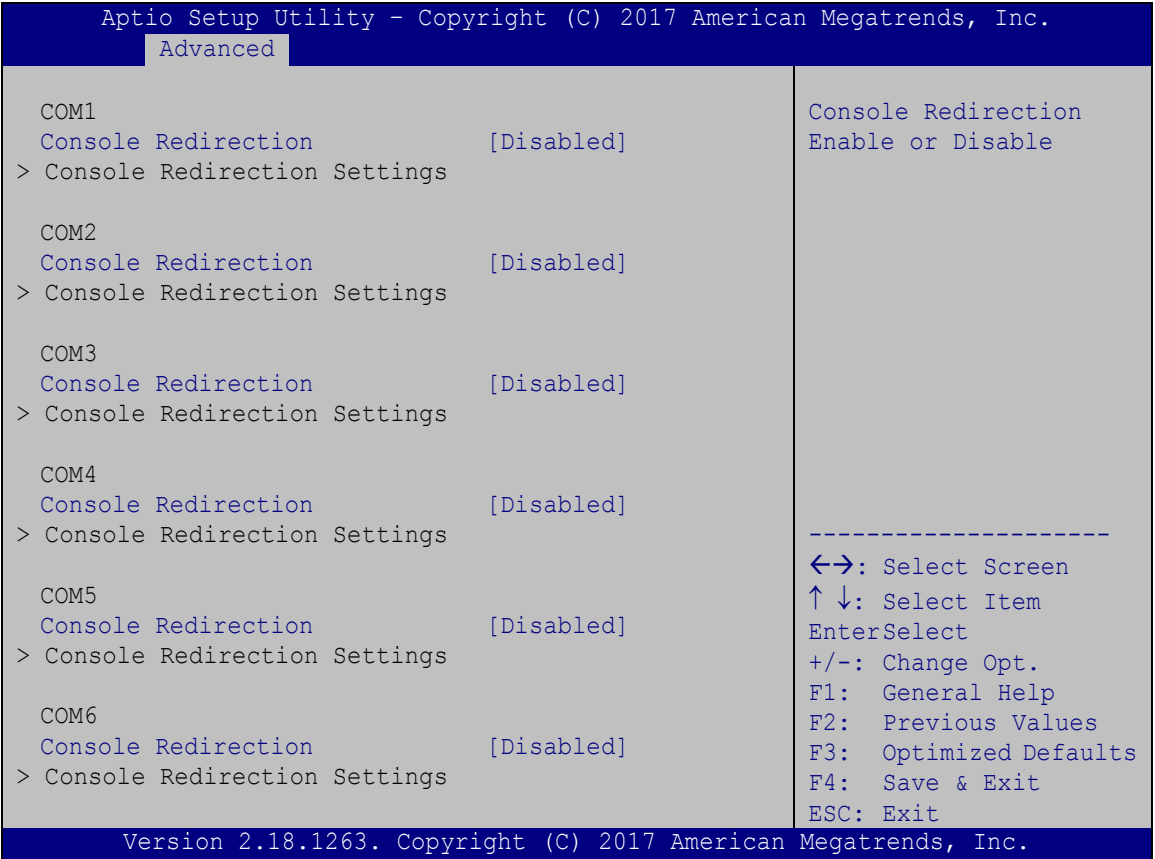 Aptio Setup Utility – Copyright (C) 2017 American Megatrends, Inc.
Advanced
COM1
Console Redirection [Disabled]
> Console Redirection Settings
COM2
Console Redirection [Disabled]
> Console Redirection Settings
COM3
Console Redirection [Disabled]
> Console Redirection Settings
COM4
Console Redirection [Disabled]
> Console Redirection Settings
COM5
Console Redirection [Disabled]
> Console Redirection Settings
COM6
Console Redirection [Disabled]
> Console Redirection Settings
Console Redirection
Enable or Disable
---------------------
←→: Select Screen
↑ ↓: Select Item
EnterSelect
+/-: Change Opt.
F1: General Help
F2: Previous Values
F3: Optimized Defaults
F4: Save & Exit
ESC: Exit
Version 2.18.1263. Copyright (C) 2017 American Megatrends, Inc.